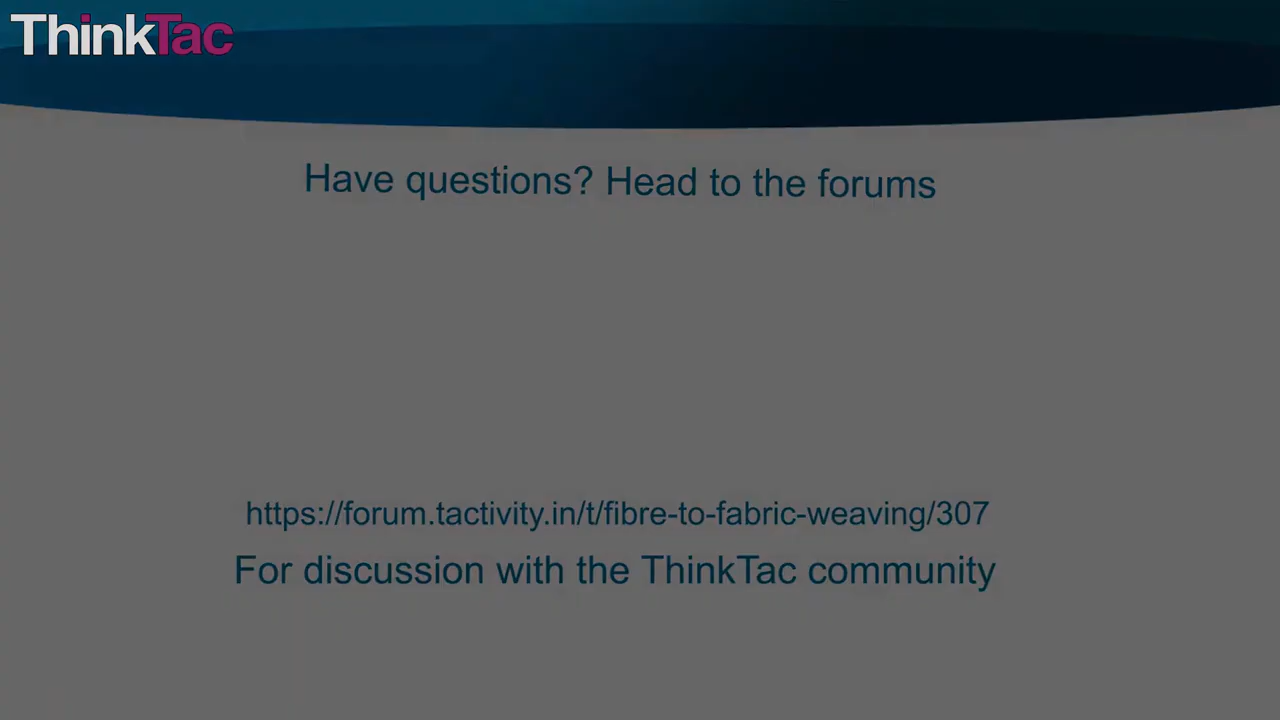 ThinkTac
Have questions? Head to the forums
https://forum.tactivity.in/t/fibre-to-fabric-weaving/307
For discussion with the ThinkTac community